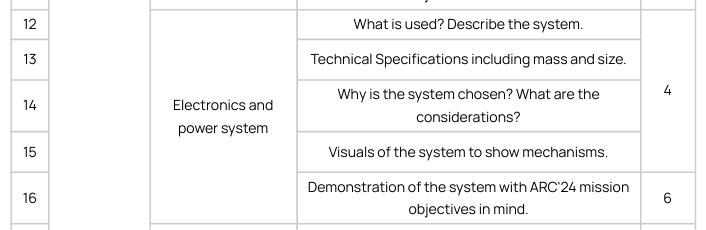 12
What is used? Describe the system.
13
Technical Specifications including mass and size.
14
Electronics and
power system
Why is the system chosen? What are the
considerations?
4
15
Visuals of the system to show mechanisms.
16
Demonstration of the system with ARC'24 mission
objectives in mind.
6